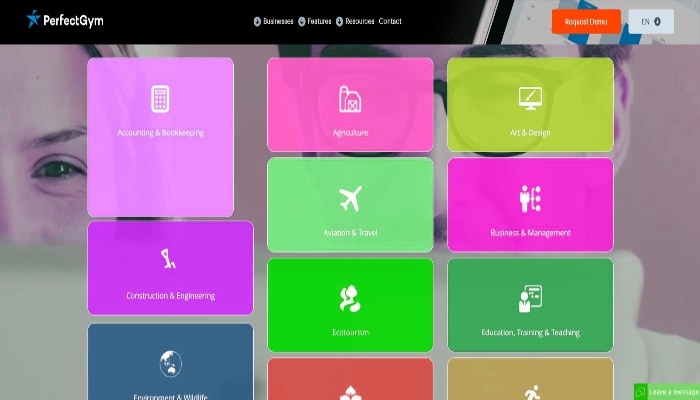 PerfectGym
Businesses
Features
Resources
Contact
Request Demo
EN
Accounting & Bookkeeping
Agriculture
Art & Design
Aviation & Travel
Business & Management
Construction & Engineering
Ecotourism
Education, Training & Teaching
Environment & Wildlife
Leave a message